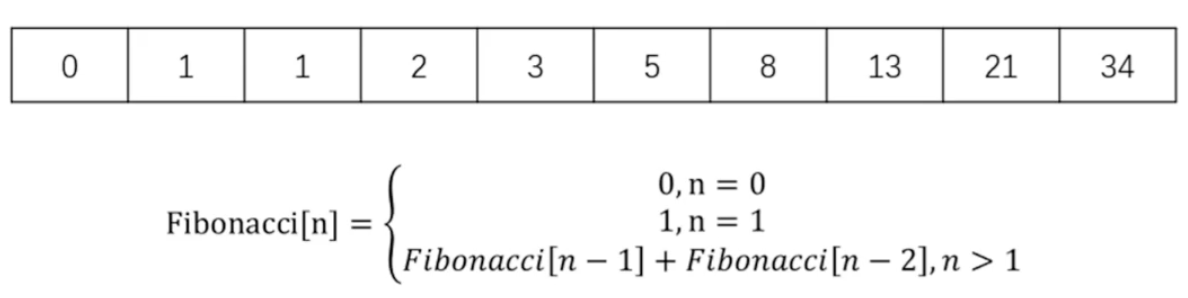 0 1 1 2 3 5 8 13 21 34
0, n = 0
Fibonacci[n] = { 1, n = 1
Fibonacci[n − 1] + Fibonacci[n − 2], n > 1